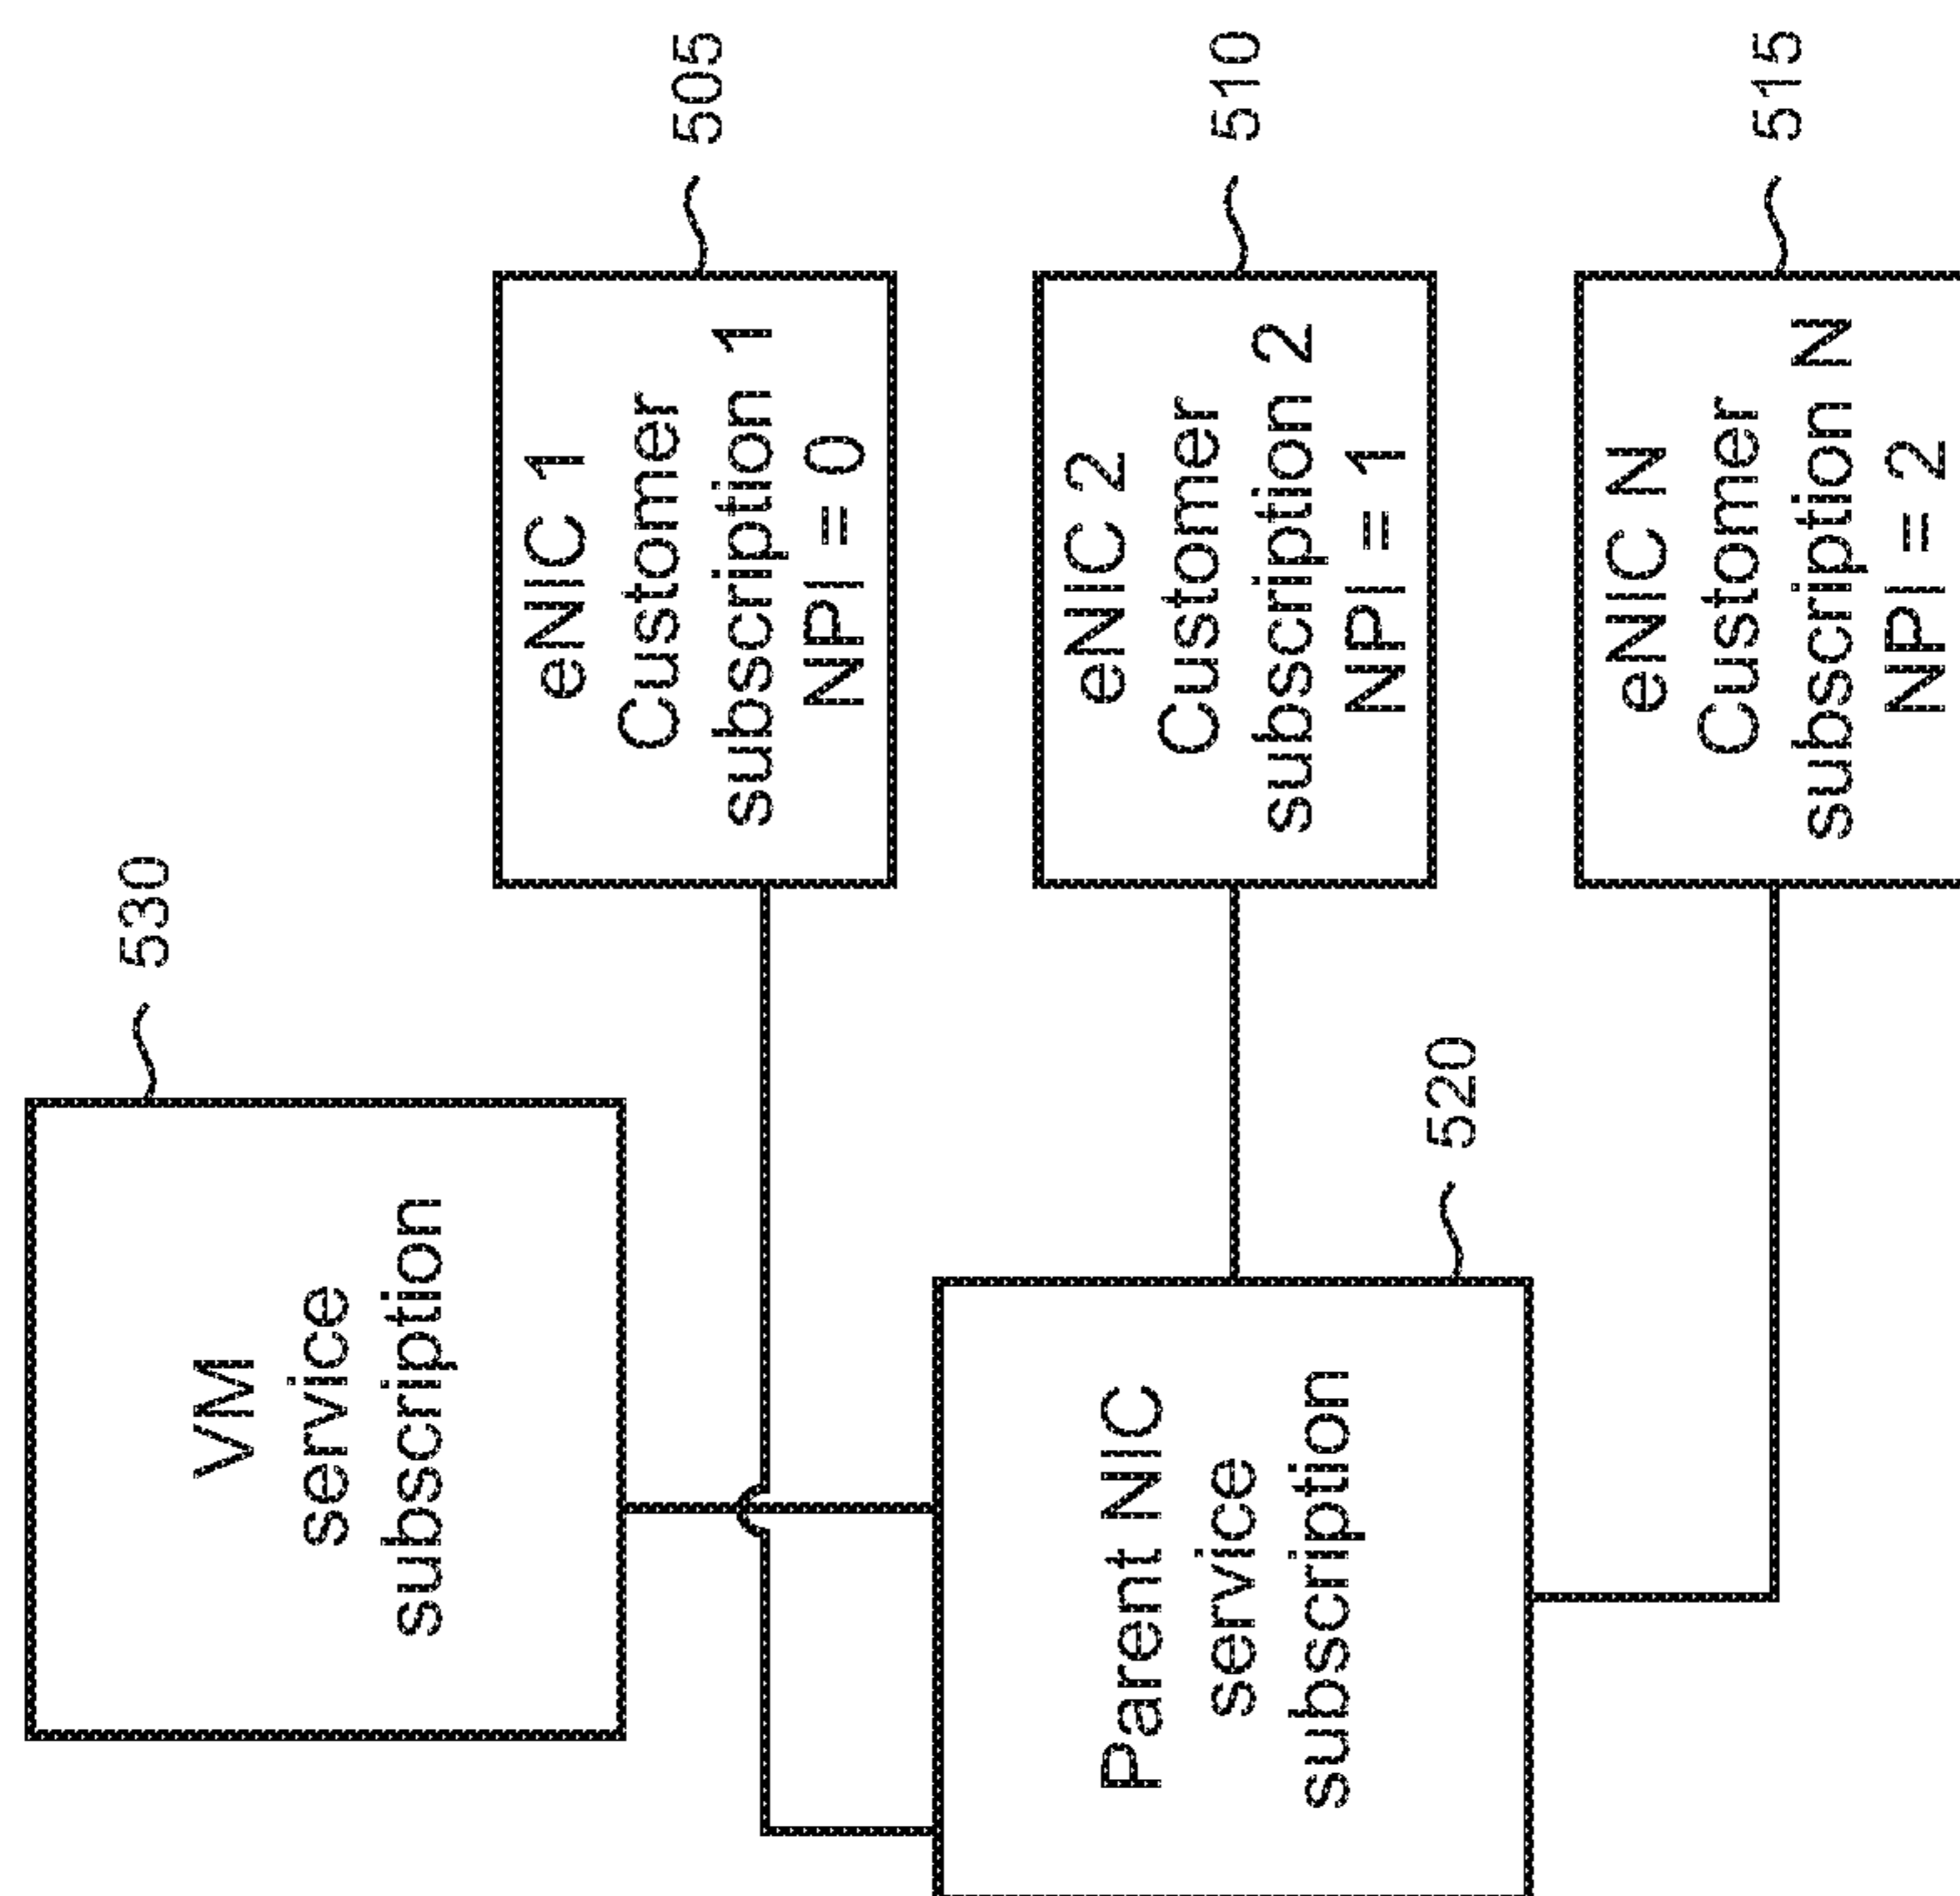 VM
service
subscription
530
eNIC 1
Customer
subscription 1
NPI = 0
505
Parent NIC
service
subscription
520
eNIC 2
Customer
subscription 2
NPI = 1
510
eNIC N
Customer
subscription N
NPI = 2
515